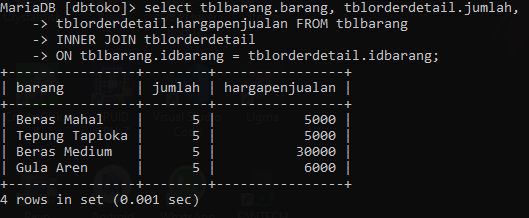 MariaDB [dbtoko]> select tblbarang.barang, tblorderdetail.jumlah,
    -> tblorderdetail.hargapenjualan FROM tblbarang
    -> INNER JOIN tblorderdetail
    -> ON tblbarang.idbarang = tblorderdetail.idbarang;
+----------------+--------+----------------+
| barang         | jumlah | hargapenjualan |
+----------------+--------+----------------+
| Beras Mahal    |      5 |           5000 |
| Tepung Tapioka |      5 |           5000 |
| Beras Medium   |      5 |          30000 |
| Gula Aren      |      5 |           6000 |
+----------------+--------+----------------+
4 rows in set (0.001 sec)